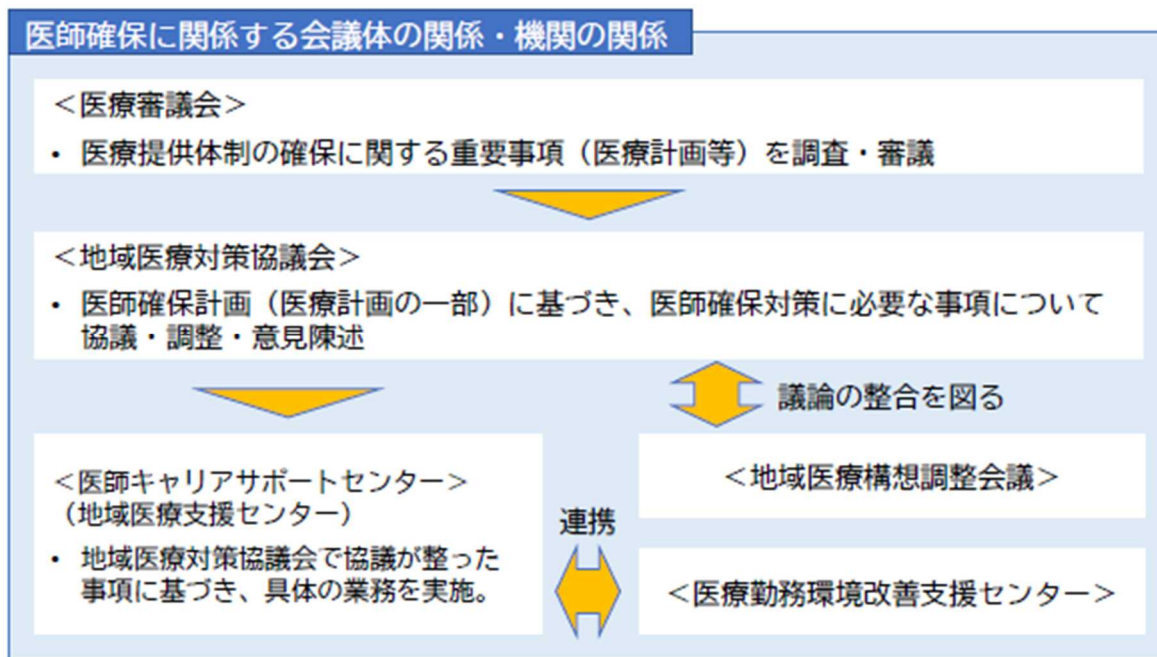 医師確保に関係する会議体の関係・機関の関係
＜医療審議会＞
・ 医療提供体制の確保に関する重要事項（医療計画等）を調査・審議
＜地域医療対策協議会＞
・ 医師確保計画（医療計画の一部）に基づき、医師確保対策に必要な事項について
協議・調整・意見陳述
議論の整合を図る
＜医師キャリアサポートセンター＞
（地域医療支援センター）
・ 地域医療対策協議会で協議が整った
事項に基づき、具体の業務を実施。
連携
＜地域医療構想調整会議＞
＜医療勤務環境改善支援センター＞